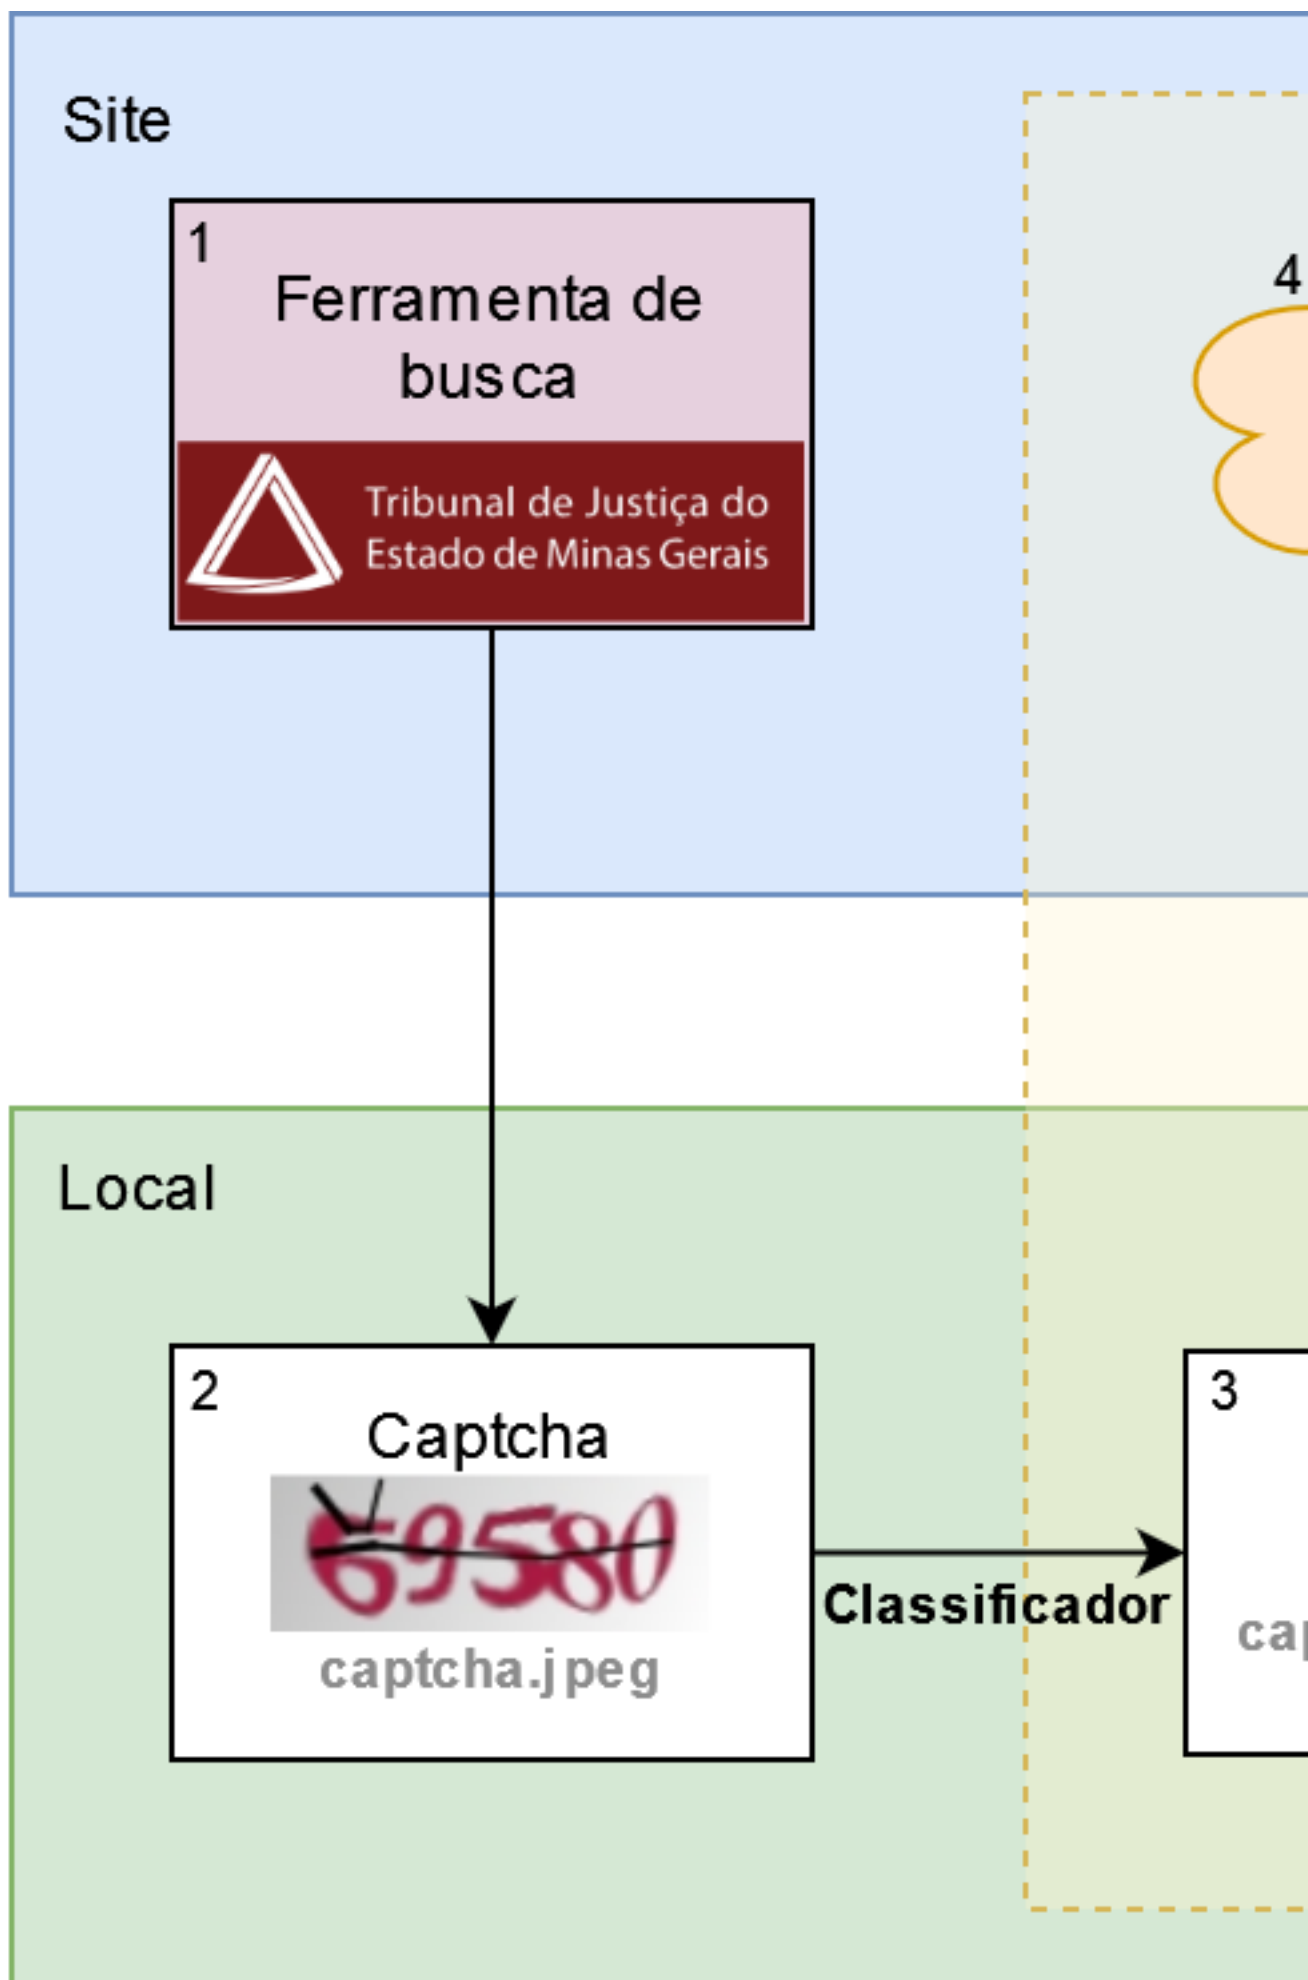 Site
1
Ferramenta de
busca
Tribunal de Justiça do
Estado de Minas Gerais
4
Local
2
Captcha
69580
captcha.jpeg
Classificador
3
cap